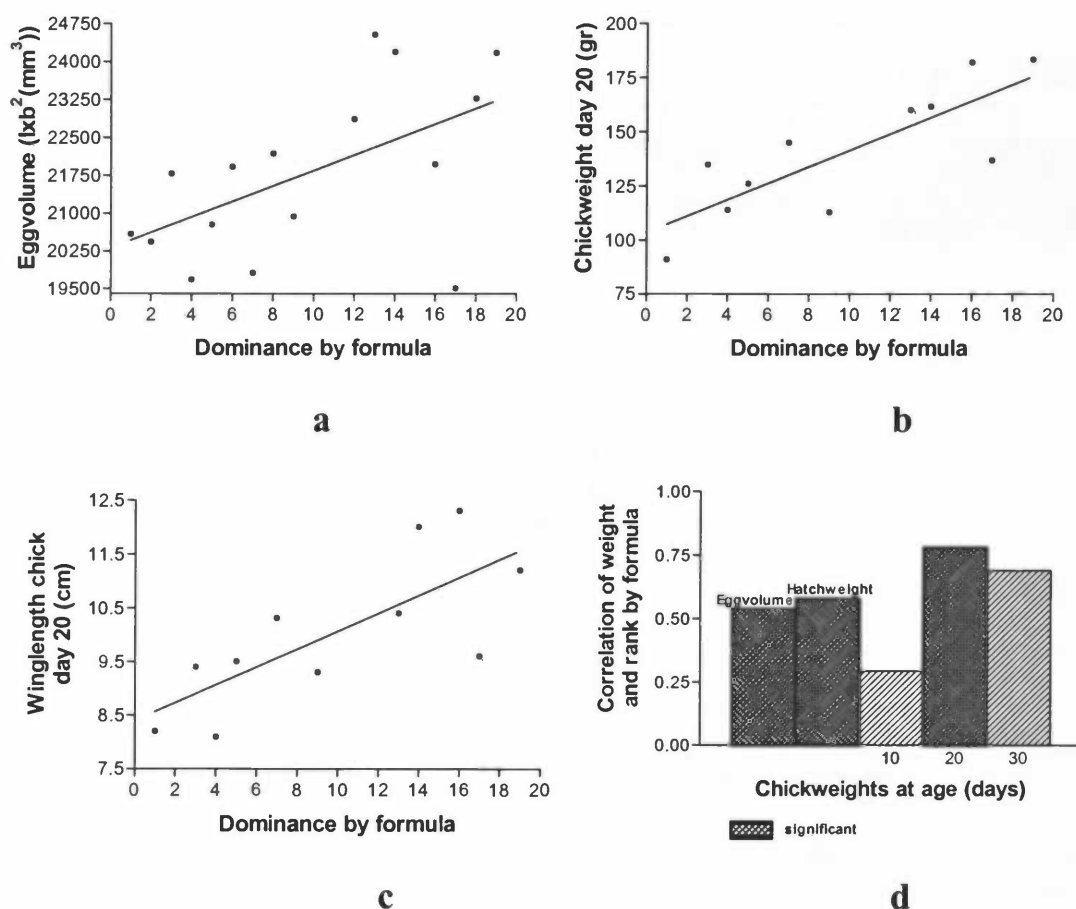 24750
24000
23250
22500
21750
21000
20250
19500
Eggvolume (lxb2 (mm3))
0 2 4 6 8 10 12 14 16 18 20
Dominance by formula
a
200
175
150
125
100
75
Chickweight day 20 (gr)
0 2 4 6 8 10 12 14 16 18 20
Dominance by formula
b
12.5
11.5
10.5
9.5
8.5
7.5
Winglength chick
day 20 (cm)
0 2 4 6 8 10 12 14 16 18 20
Dominance by formula
c
1.00
0.75
0.50
0.25
0.00
Correlation of weight
and rank by formula
Eggvolume
Hatchweight
10 20 30
Chickweights at age (days)
significant
d